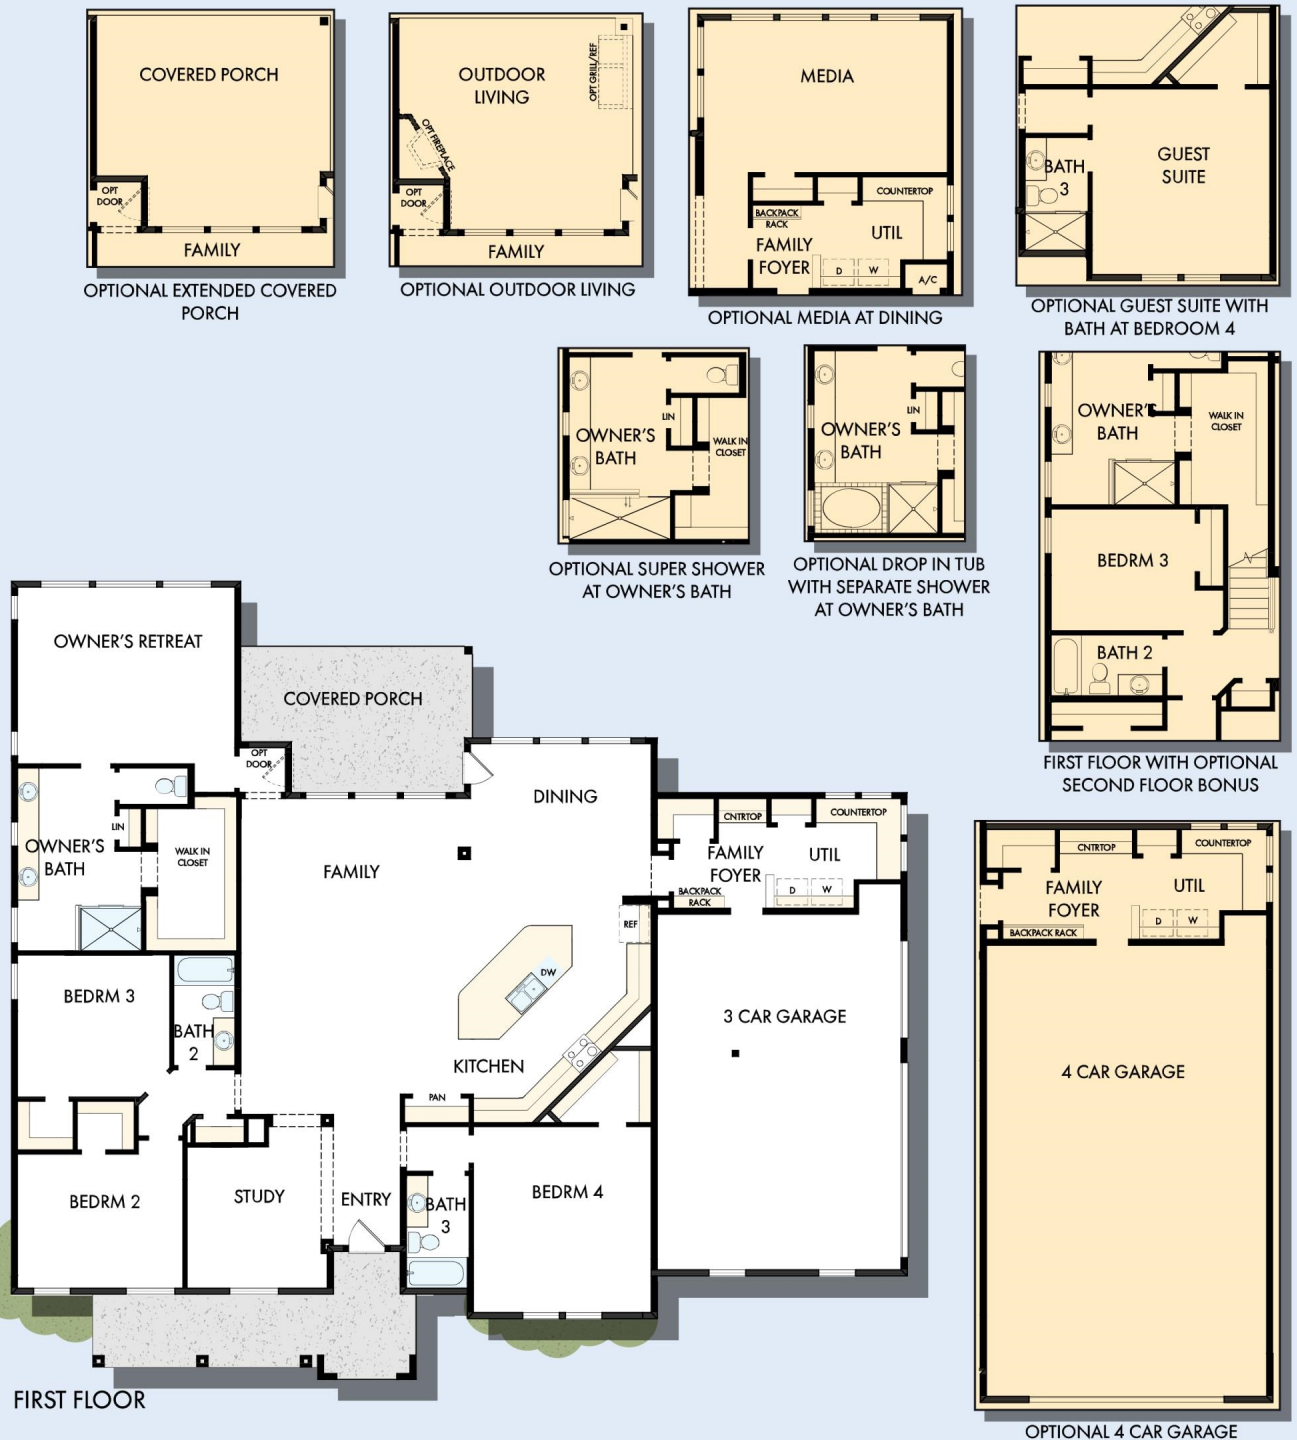 COVERED PORCH
OPT
DOOR
FAMILY
OPTIONAL EXTENDED COVERED
PORCH
OUTDOOR
LIVING
OPT GRILL/REF
OPT FIREPLACE
OPT
DOOR
FAMILY
OPTIONAL OUTDOOR LIVING
MEDIA
COUNTERTOP
BACKPACK
RACK
FAMILY
FOYER
UTIL
D
W
A/C
OPTIONAL MEDIA AT DINING
GUEST
SUITE
BATH
3
OPTIONAL GUEST SUITE WITH
BATH AT BEDROOM 4
OWNER'S
BATH
LIN
WALK IN
CLOSET
OPTIONAL SUPER SHOWER
AT OWNER'S BATH
OWNER'S
BATH
LIN
OPTIONAL DROP IN TUB
WITH SEPARATE SHOWER
AT OWNER'S BATH
OWNER'S
BATH
WALK IN
CLOSET
BEDRM 3
BATH 2
FIRST FLOOR WITH OPTIONAL
SECOND FLOOR BONUS
OWNER'S RETREAT
COVERED PORCH
OPT
DOOR
DINING
OWNER'S
BATH
LIN
WALK IN
CLOSET
FAMILY
CNTRTOP
COUNTERTOP
FAMILY
FOYER
UTIL
BACKPACK
RACK
D
W
REF
DW
BEDRM 3
BATH
2
KITCHEN
PAN
3 CAR GARAGE
BEDRM 2
STUDY
ENTRY
BATH
3
BEDRM 4
FIRST FLOOR
CNTRTOP
COUNTERTOP
FAMILY
FOYER
UTIL
BACKPACK RACK
D
W
4 CAR GARAGE
OPTIONAL 4 CAR GARAGE